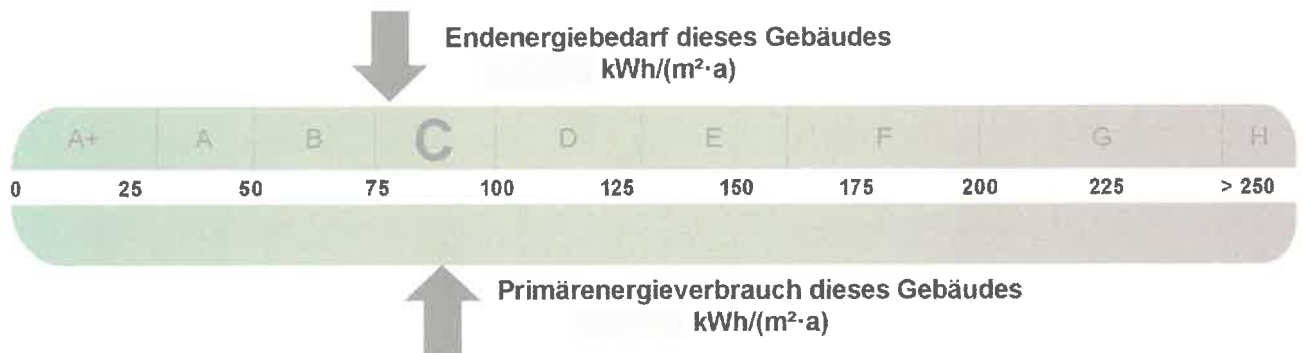 Endenergiebedarf dieses Gebäudes
kWh/(m²·a)
A+ A B C D E F G H
0 25 50 75 100 125 150 175 200 225 > 250
Primärenergieverbrauch dieses Gebäudes
kWh/(m²·a)